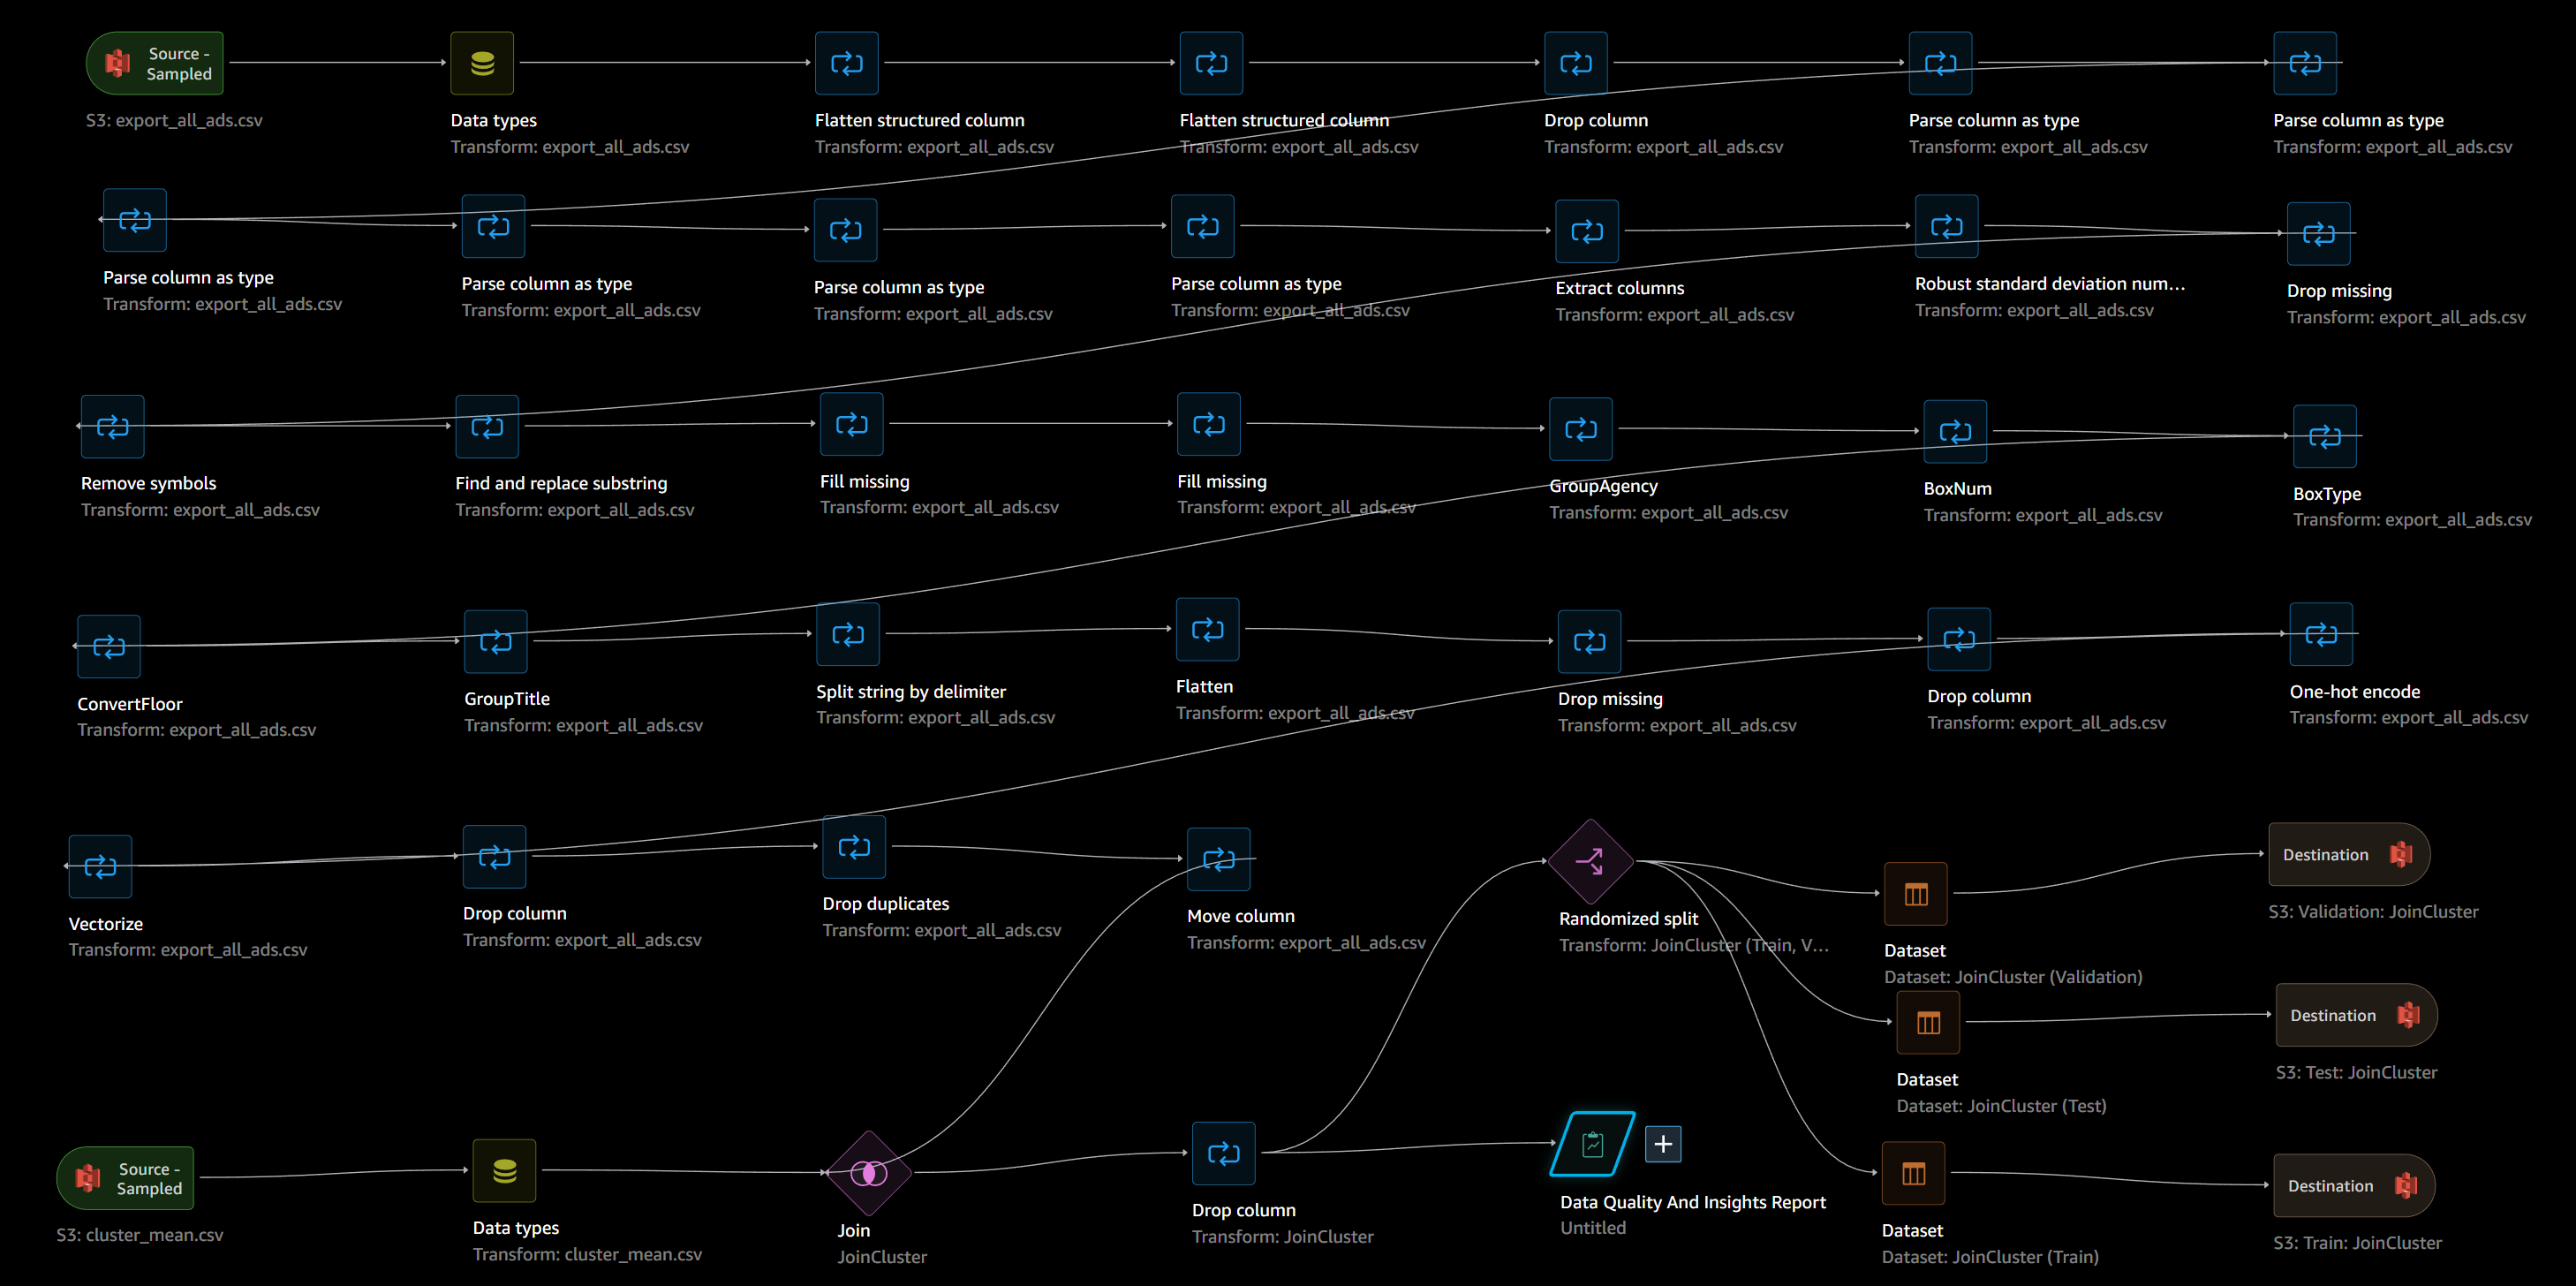 Source -
Sampled
S3: export_all_ads.csv
Data types
Transform: export_all_ads.csv
Flatten structured column
Transform: export_all_ads.csv
Flatten structured column
Transform: export_all_ads.csv
Drop column
Transform: export_all_ads.csv
Parse column as type
Transform: export_all_ads.csv
Parse column as type
Transform: export_all_ads.csv
Parse column as type
Transform: export_all_ads.csv
Parse column as type
Transform: export_all_ads.csv
Parse column as type
Transform: export_all_ads.csv
Parse column as type
Transform: export_all_ads.csv
Extract columns
Transform: export_all_ads.csv
Robust standard deviation num...
Transform: export_all_ads.csv
Drop missing
Transform: export_all_ads.csv
Remove symbols
Transform: export_all_ads.csv
Find and replace substring
Transform: export_all_ads.csv
Fill missing
Transform: export_all_ads.csv
Fill missing
Transform: export_all_ads.csv
GroupAgency
Transform: export_all_ads.csv
BoxNum
Transform: export_all_ads.csv
BoxType
Transform: export_all_ads.csv
ConvertFloor
Transform: export_all_ads.csv
GroupTitle
Transform: export_all_ads.csv
Split string by delimiter
Transform: export_all_ads.csv
Flatten
Transform: export_all_ads.csv
Drop missing
Transform: export_all_ads.csv
Drop column
Transform: export_all_ads.csv
One-hot encode
Transform: export_all_ads.csv
Vectorize
Transform: export_all_ads.csv
Drop column
Transform: export_all_ads.csv
Drop duplicates
Transform: export_all_ads.csv
Move column
Transform: export_all_ads.csv
Randomized split
Transform: JoinCluster (Train, V...
Dataset
Dataset: JoinCluster (Validation)
Destination
S3: Validation: JoinCluster
Dataset
Dataset: JoinCluster (Test)
Destination
S3: Test: JoinCluster
Source -
Sampled
S3: cluster_mean.csv
Data types
Transform: cluster_mean.csv
Join
JoinCluster
Drop column
Transform: JoinCluster
Data Quality And Insights Report
Untitled
Dataset
Dataset: JoinCluster (Train)
Destination
S3: Train: JoinCluster